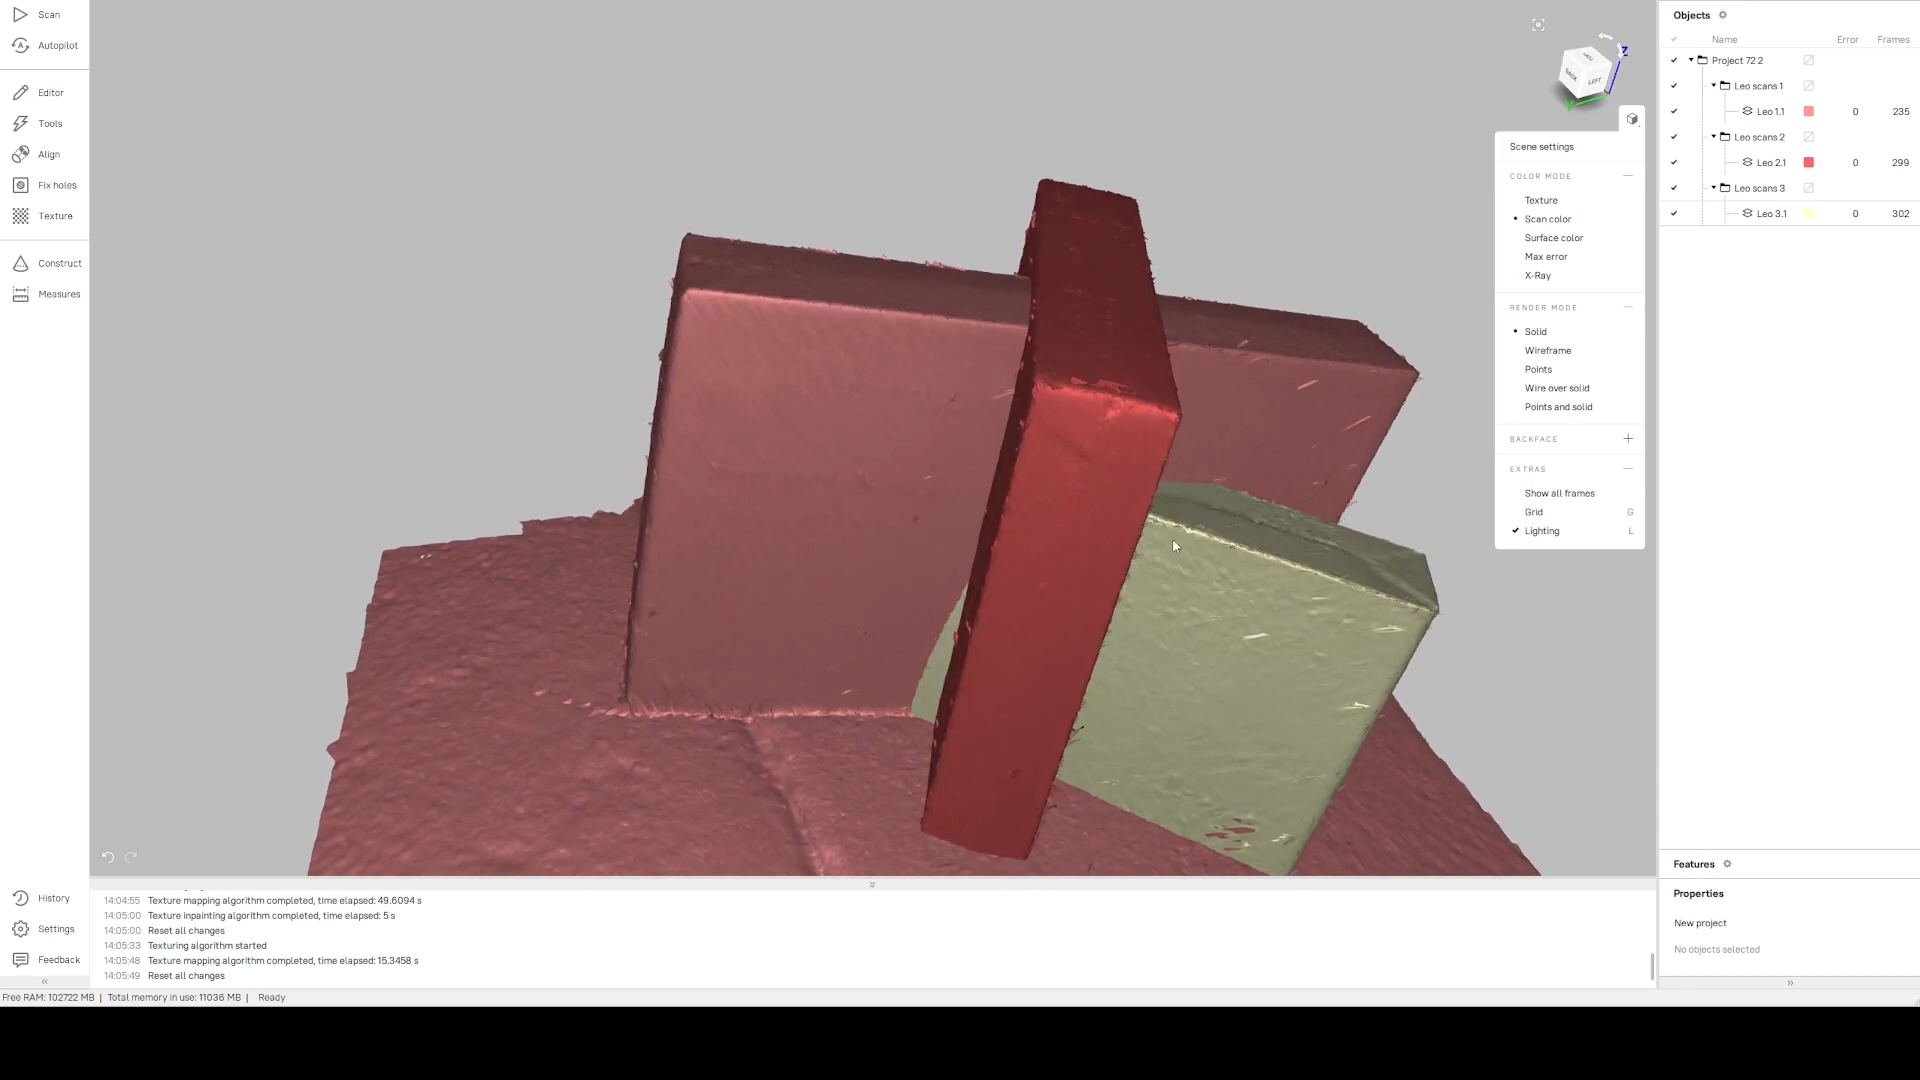 Scan
Autopilot
Editor
Tools
Align
Fix holes
Texture
Construct
Measures
History
Settings
Feedback
BACK
LEFT
Z
Scene settings
COLOR MODE
Texture
Scan color
Surface color
Max error
X-Ray
RENDER MODE
Solid
Wireframe
Points
Wire over solid
Points and solid
BACKFACE
EXTRAS
Show all frames
Grid G
Lighting L
Objects
Name Error Frames
Project 72 2
Leo scans 1
Leo 1.1 0 235
Leo scans 2
Leo 2.1 0 299
Leo scans 3
Leo 3.1 0 302
Features
Properties
New project
No objects selected
14:04:55 Texture mapping algorithm completed, time elapsed: 49.6094 s
14:05:00 Texture inpainting algorithm completed, time elapsed: 5 s
14:05:00 Reset all changes
14:05:33 Texturing algorithm started
14:05:48 Texture mapping algorithm completed, time elapsed: 15.3458 s
14:05:49 Reset all changes
Free RAM: 102722 MB | Total memory in use: 11036 MB | Ready